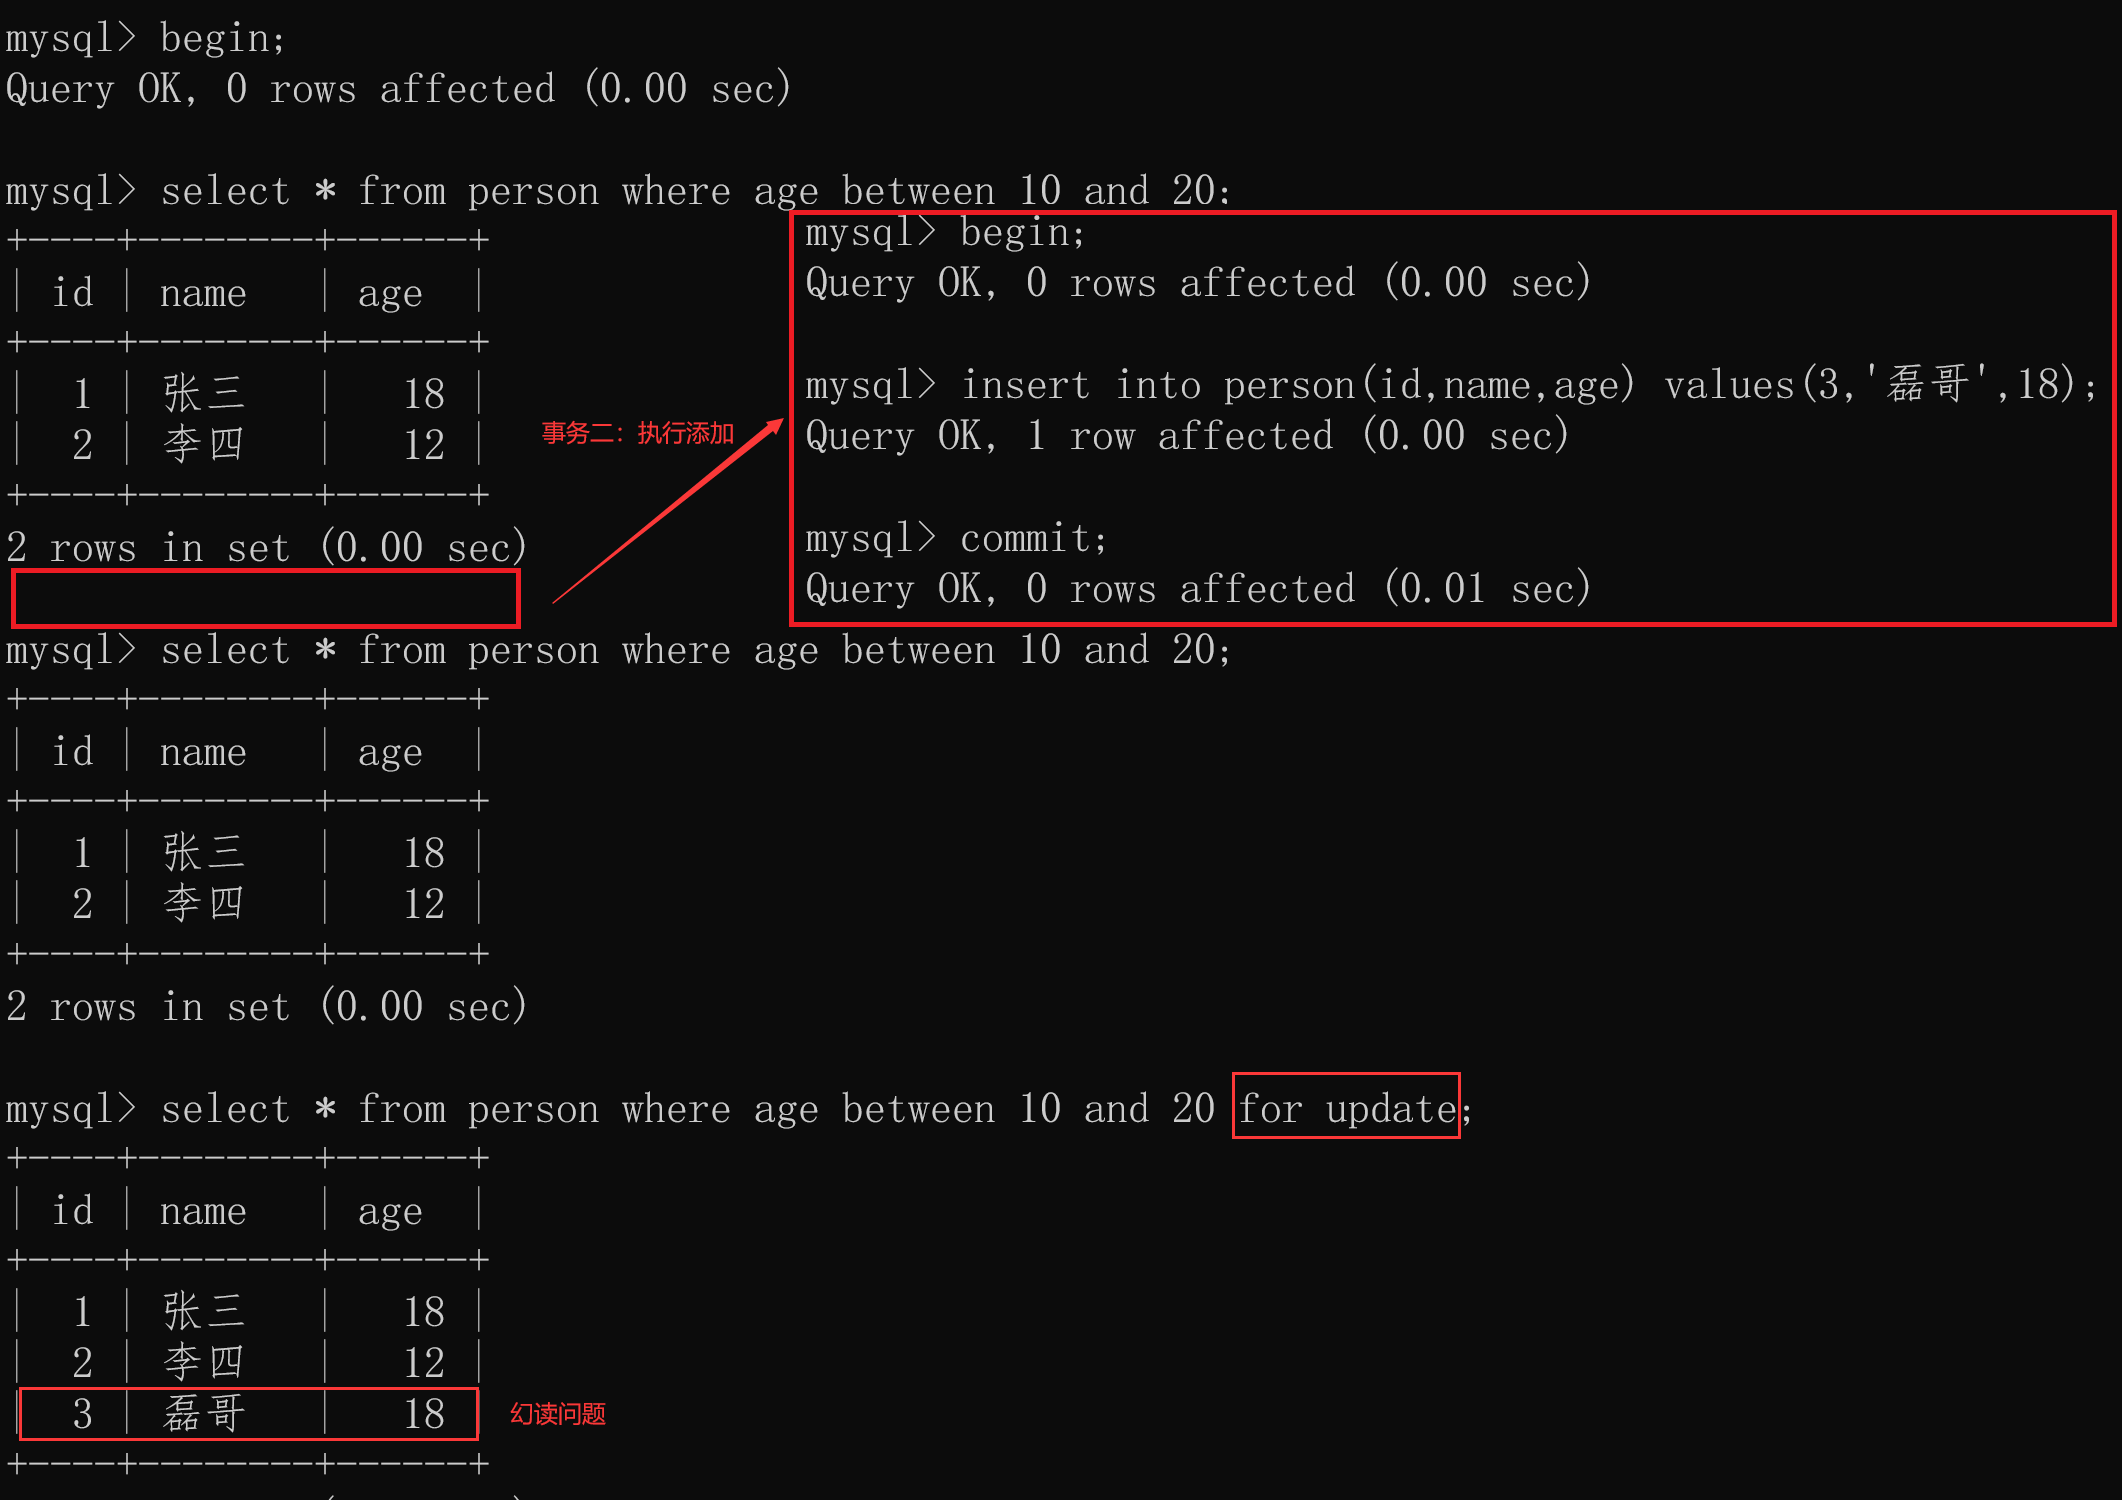 mysql> begin;
Query OK, 0 rows affected (0.00 sec)
mysql> select * from person where age between 10 and 20;
+----+--------+------+
| id | name   | age  |
+----+--------+------+
|  1 | 张三   |   18 |
|  2 | 李四   |   12 |
+----+--------+------+
2 rows in set (0.00 sec)
事务二：执行添加
mysql> begin;
Query OK, 0 rows affected (0.00 sec)
mysql> insert into person(id,name,age) values(3,'磊哥',18);
Query OK, 1 row affected (0.00 sec)
mysql> commit;
Query OK, 0 rows affected (0.01 sec)
mysql> select * from person where age between 10 and 20;
+----+--------+------+
| id | name   | age  |
+----+--------+------+
|  1 | 张三   |   18 |
|  2 | 李四   |   12 |
+----+--------+------+
2 rows in set (0.00 sec)
mysql> select * from person where age between 10 and 20 for update;
+----+--------+------+
| id | name   | age  |
+----+--------+------+
|  1 | 张三   |   18 |
|  2 | 李四   |   12 |
|  3 | 磊哥   |   18 | 幻读问题
+----+--------+------+